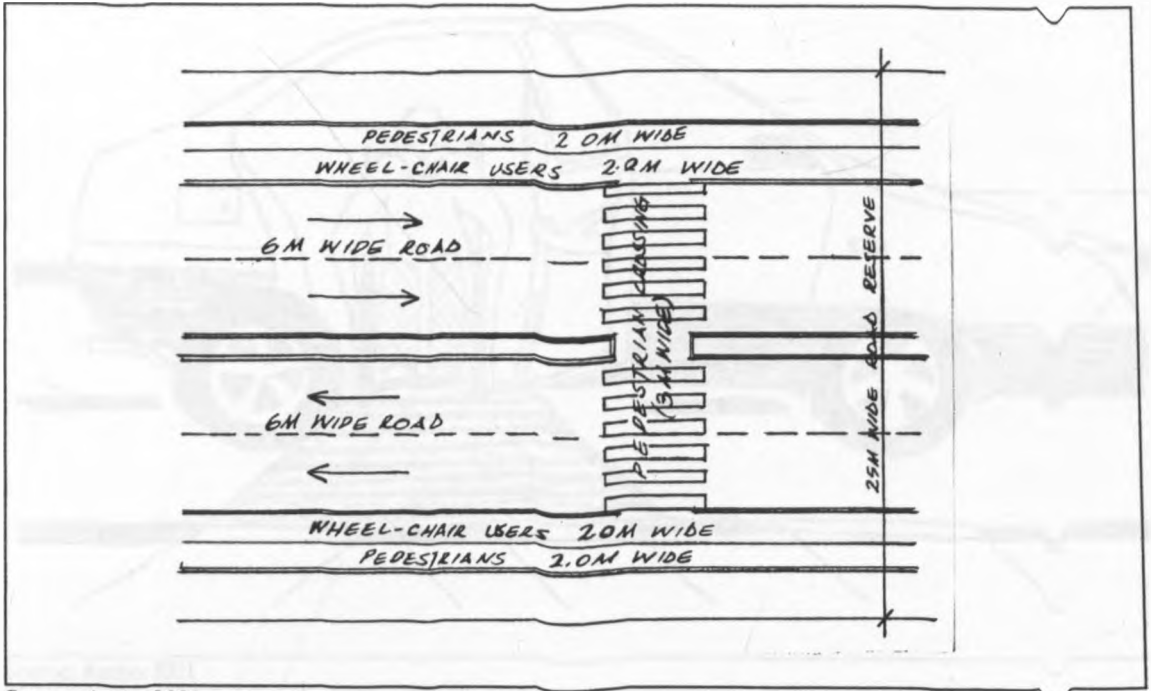 PEDESTRIANS 2.0M WIDE
WHEEL-CHAIR USERS 2.0M WIDE
6M WIDE ROAD
PEDESTRIAN CROSSING
(3M WIDE)
25M WIDE ROAD RESERVE
6M WIDE ROAD
WHEEL-CHAIR USERS 2.0M WIDE
PEDESTRIANS 2.0M WIDE